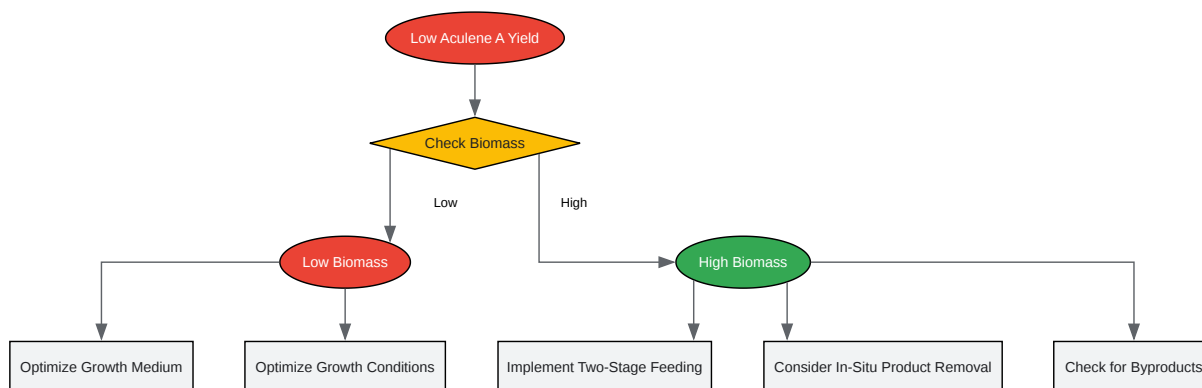 Low Aculene A Yield
Check Biomass
Low
High
Low Biomass
High Biomass
Optimize Growth Medium
Optimize Growth Conditions
Implement Two-Stage Feeding
Consider In-Situ Product Removal
Check for Byproducts